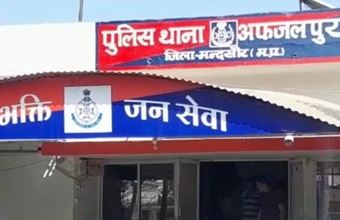 पुलिस थाना अफजलपुर
जिला-मन्दसौर (म.प्र.)
भक्ति जन सेवा